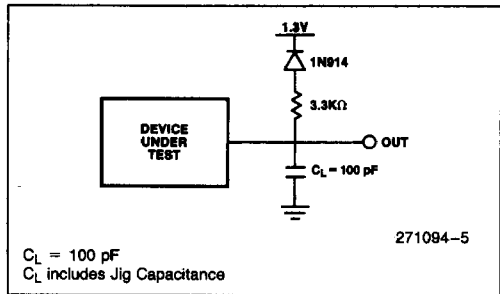 1.3V
1N914
3.3KΩ
DEVICE
UNDER
TEST
OUT
C_L = 100 pF
271094–5
C_L = 100 pF
C_L includes Jig Capacitance